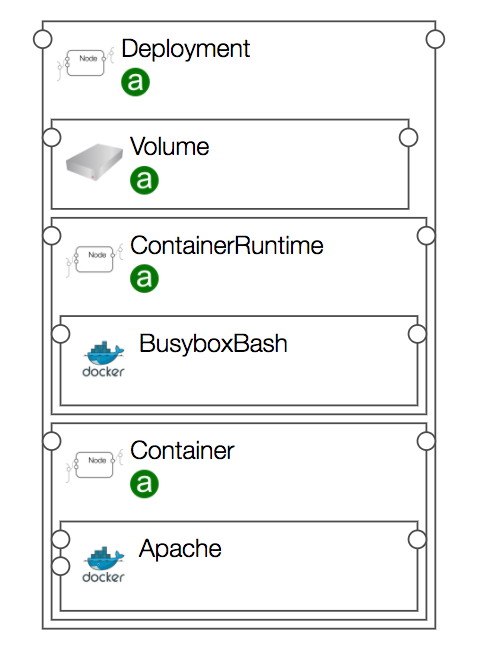 Deployment
Node
a
Volume
a
ContainerRuntime
Node
a
BusyboxBash
docker
Container
Node
a
Apache
docker